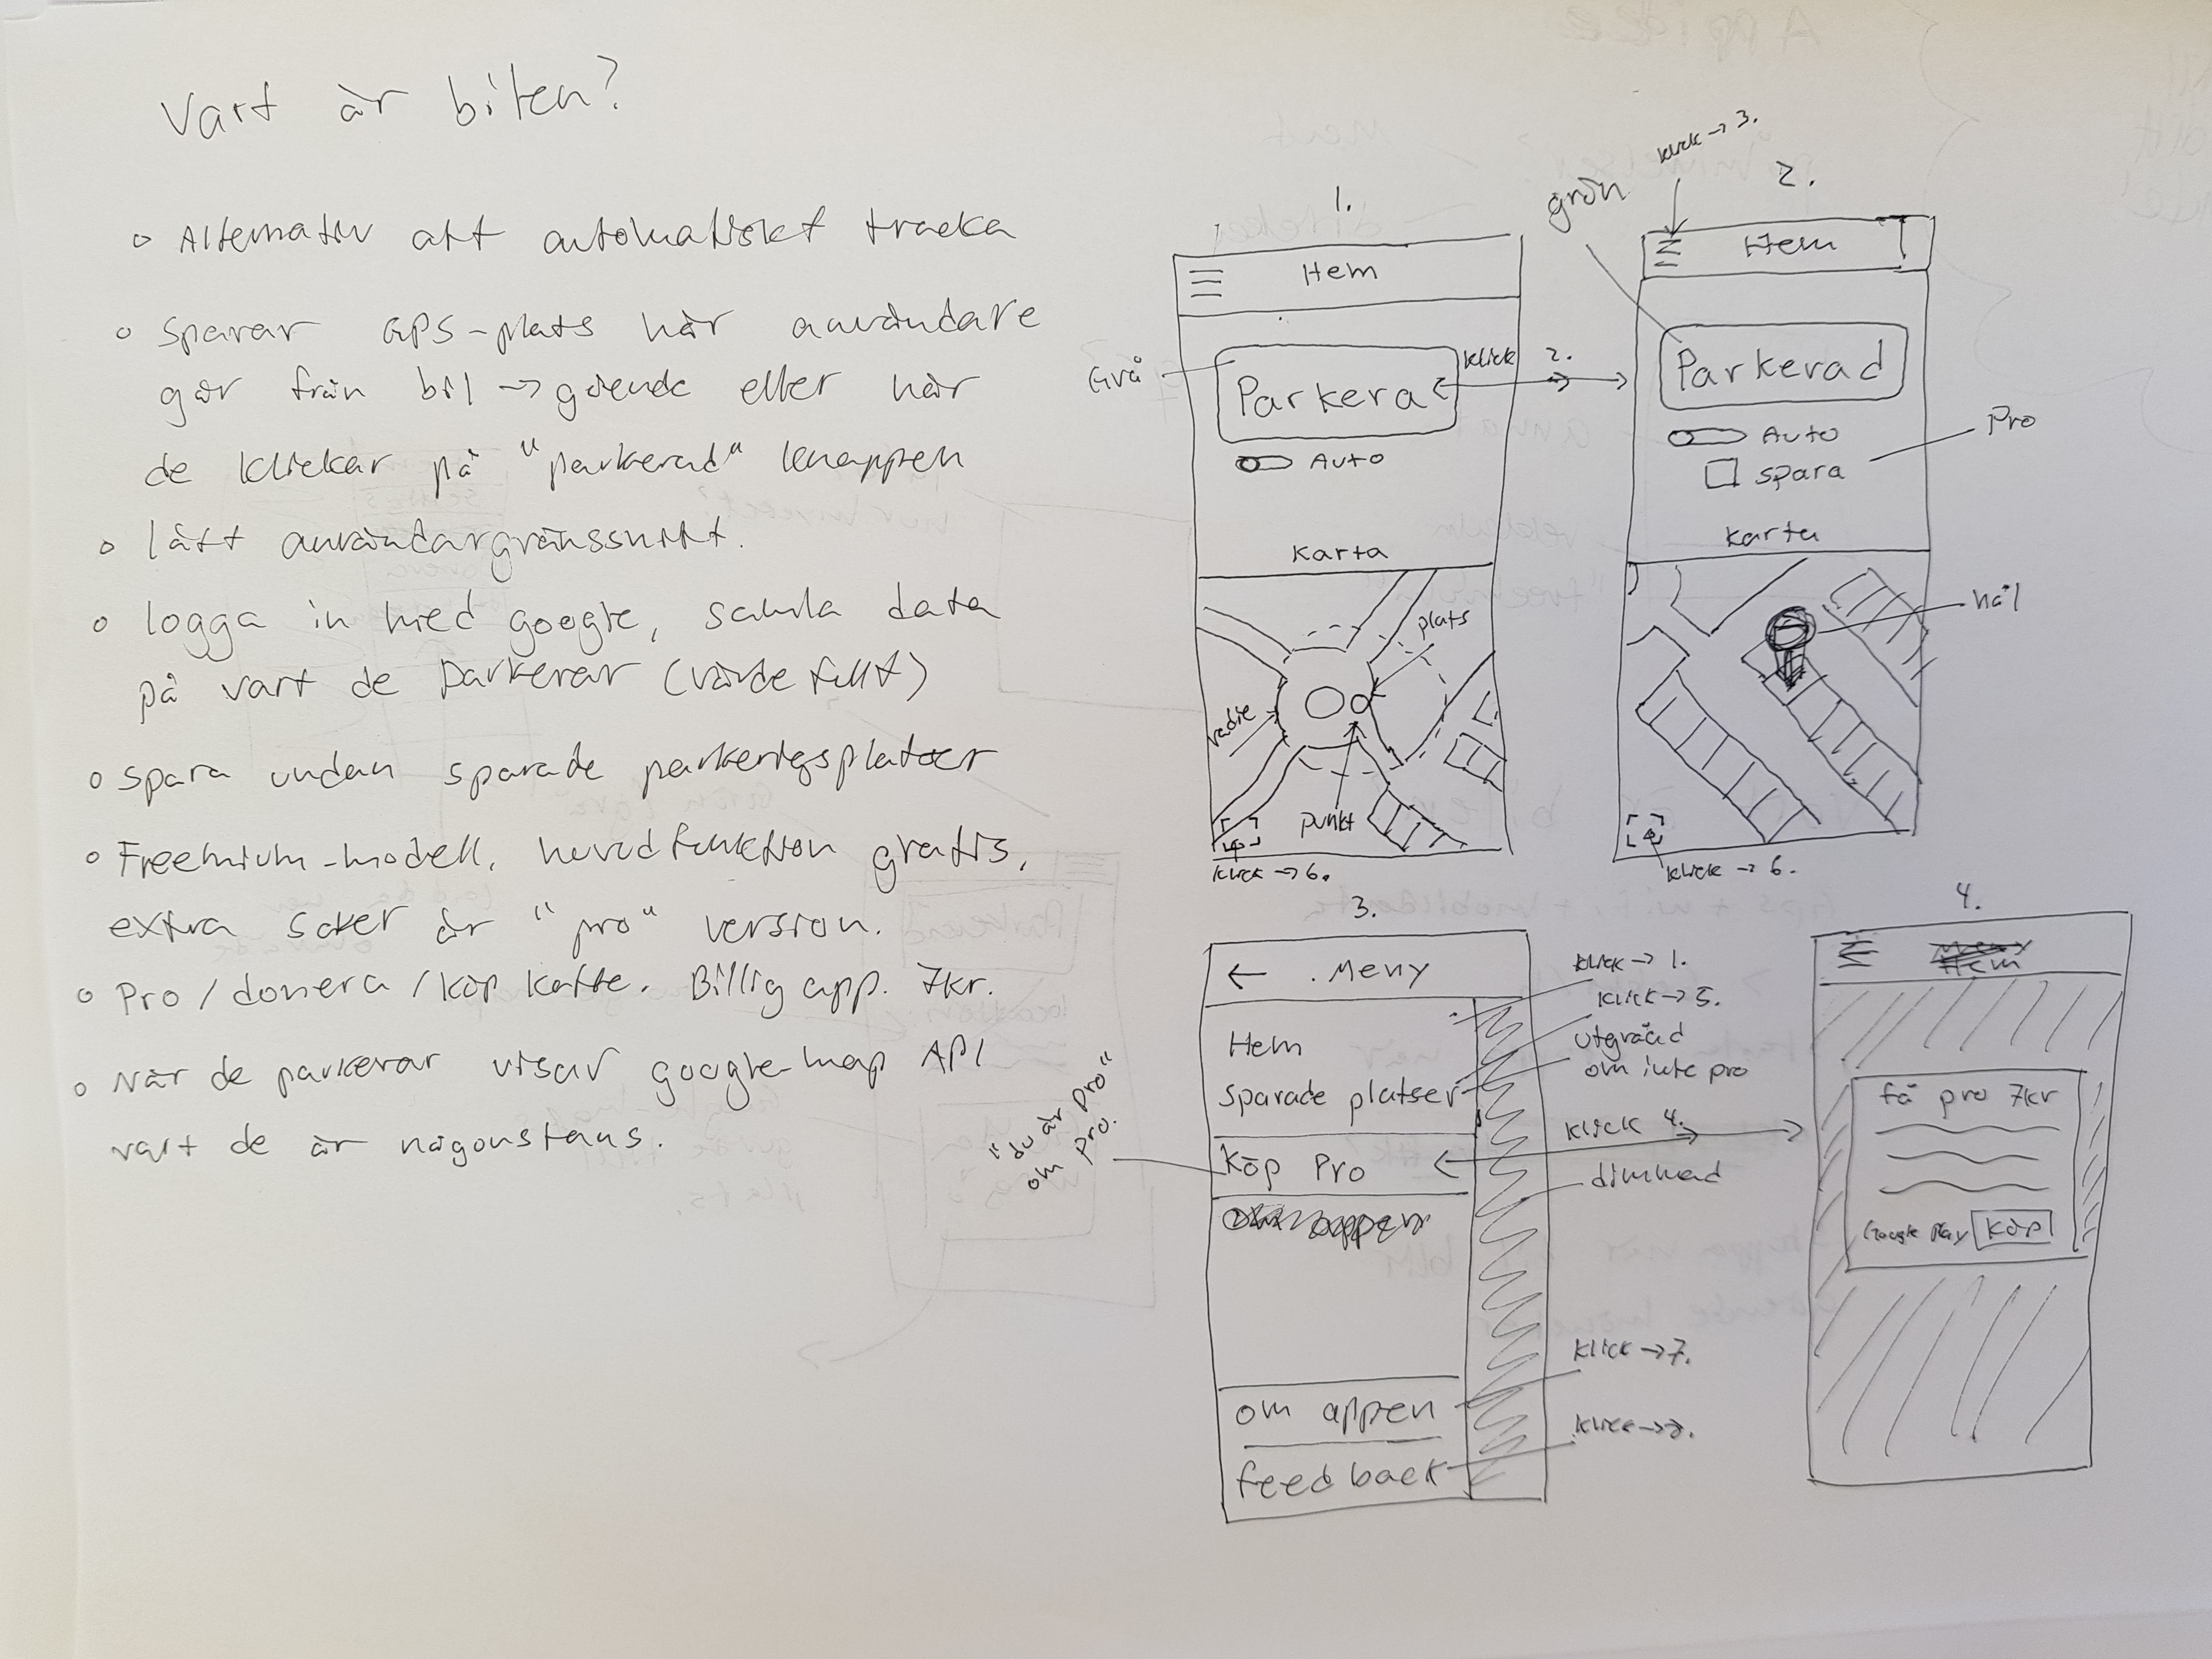 Vart är bilen?
Alternativ att automatiskt tracka
Sparar GPS-plats när användare
går från bil → gående eller när
de klickar på "parkerad" knappen
lätt användargränssnitt.
logga in med google, samla data
på vart de parkerar (värdefullt)
spara undan sparade parkeringsplatser
Freemium-modell, huvudfunktion gratis,
extra saker är "pro" version.
Pro / donera / köp kaffe. Billig app. 7kr.
När de parkerar visar google-map API
vart de är någonstans.
1.
Hem
Grå
Parkera
klick 2.
Auto
Karta
plats
radie
punkt
klick → 6.
klick → 3.
2.
grön
Hem
Parkerad
Auto
Pro
spara
karta
nål
klick → 6.
3.
← Meny
klick → 1.
klick → 5.
Hem
utgråad
om inte pro
Sparade platser
"du är Pro"
om pro.
klick 4.
Köp Pro
dimmad
om appen
klick → 7.
om appen
klick → 8.
feedback
4.
Hem
få pro 7kr
Google Play Köp